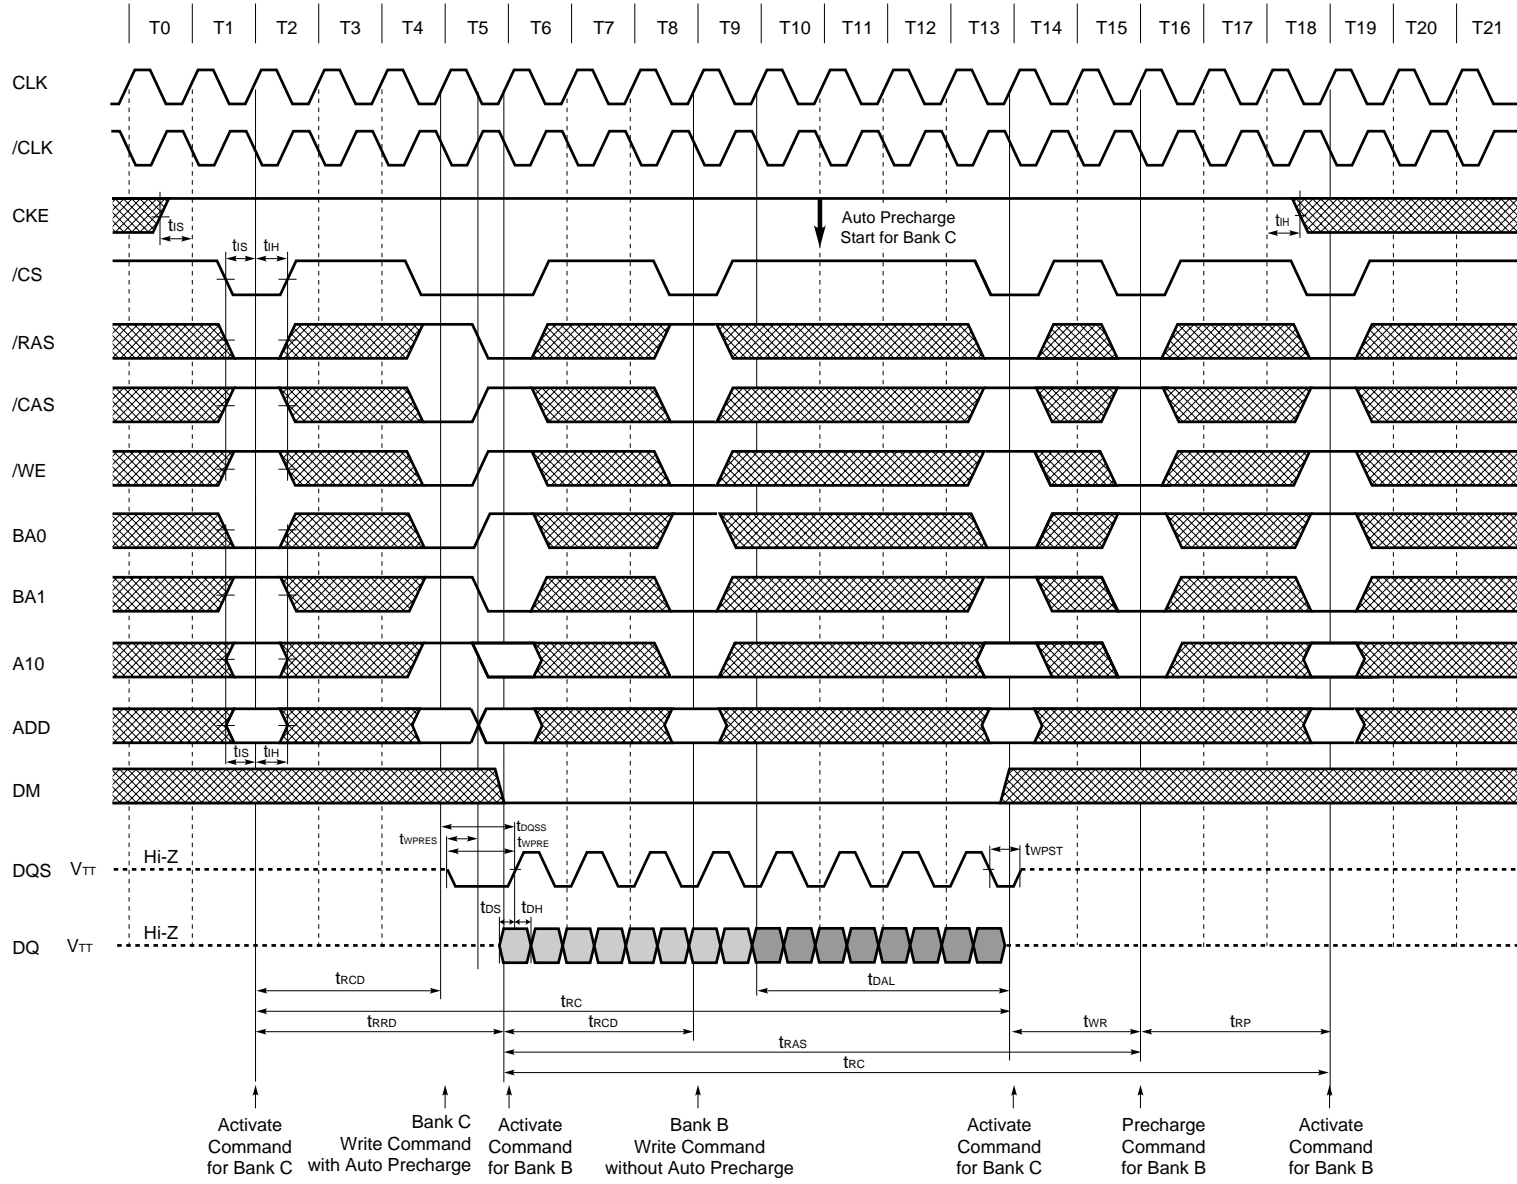 T0 T1 T2 T3 T4 T5 T6 T7 T8 T9 T10 T11 T12 T13 T14 T15 T16 T17 T18 T19 T20 T21
CLK
/CLK
CKE
tIS
Auto Precharge
Start for Bank C
tIH
tIS tIH
/CS
/RAS
/CAS
/WE
BA0
BA1
A10
ADD
tIS tIH
DM
tDQSS
tWPRES
tWPRE
tWPST
DQS VTT Hi-Z
tDS tDH
DQ VTT Hi-Z
tRCD
tDAL
tRC
tRRD
tRCD
tWR
tRP
tRAS
tRC
Activate
Command
for Bank C
Bank C
Write Command
with Auto Precharge
Activate
Command
for Bank B
Bank B
Write Command
without Auto Precharge
Activate
Command
for Bank C
Precharge
Command
for Bank B
Activate
Command
for Bank B